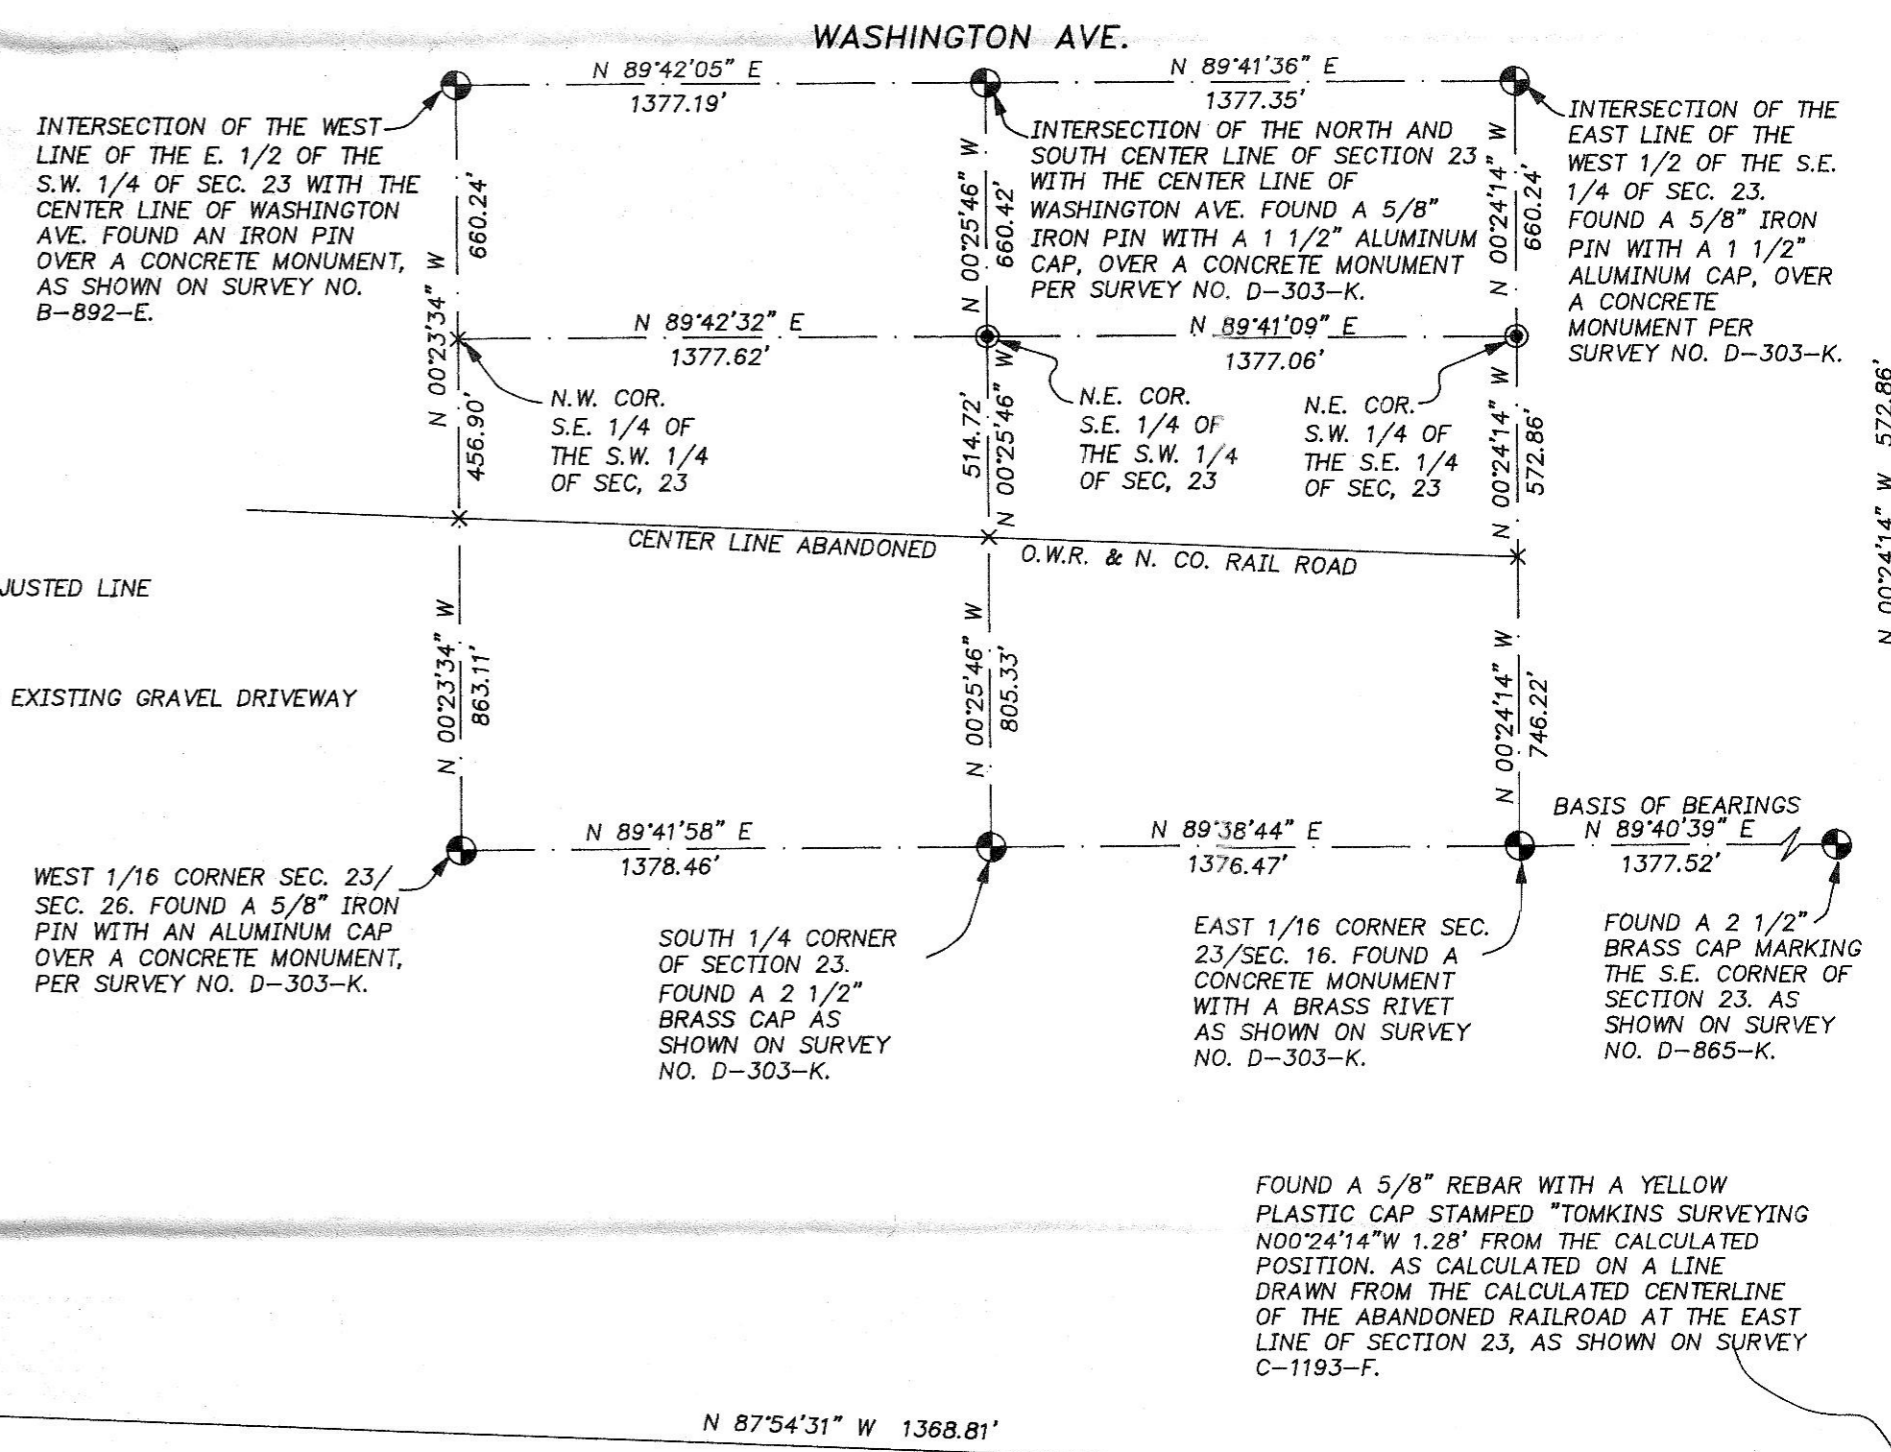 WASHINGTON AVE.
N 89°42'05" E
1377.19'
N 89°41'36" E
1377.35'
INTERSECTION OF THE WEST
LINE OF THE E. 1/2 OF THE
S.W. 1/4 OF SEC. 23 WITH THE
CENTER LINE OF WASHINGTON
AVE. FOUND AN IRON PIN
OVER A CONCRETE MONUMENT,
AS SHOWN ON SURVEY NO.
B-892-E.
N 00°23'34" W
660.24'
456.90'
N 00°25'46" W
660.42'
INTERSECTION OF THE NORTH AND
SOUTH CENTER LINE OF SECTION 23
WITH THE CENTER LINE OF
WASHINGTON AVE. FOUND A 5/8"
IRON PIN WITH A 1 1/2" ALUMINUM
CAP, OVER A CONCRETE MONUMENT
PER SURVEY NO. D-303-K.
N 00°24'14" W
660.24'
INTERSECTION OF THE
EAST LINE OF THE
WEST 1/2 OF THE S.E.
1/4 OF SEC. 23.
FOUND A 5/8" IRON
PIN WITH A 1 1/2"
ALUMINUM CAP, OVER
A CONCRETE
MONUMENT PER
SURVEY NO. D-303-K.
N 89°42'32" E
1377.62'
N 89°41'09" E
1377.06'
N.W. COR.
S.E. 1/4 OF
THE S.W. 1/4
OF SEC, 23
514.72'
N 00°25'46" W
N.E. COR.
S.E. 1/4 OF
THE S.W. 1/4
OF SEC, 23
N.E. COR.
S.W. 1/4 OF
THE S.E. 1/4
OF SEC, 23
N 00°24'14" W
572.86'
N 00°24'14" W 572.86'
CENTER LINE ABANDONED
O.W.R. & N. CO. RAIL ROAD
JUSTED LINE
EXISTING GRAVEL DRIVEWAY
N 00°23'34" W
863.11'
N 00°25'46" W
805.33'
N 00°24'14" W
746.22'
N 89°41'58" E
1378.46'
N 89°38'44" E
1376.47'
BASIS OF BEARINGS
N 89°40'39" E
1377.52'
WEST 1/16 CORNER SEC. 23/
SEC. 26. FOUND A 5/8" IRON
PIN WITH AN ALUMINUM CAP
OVER A CONCRETE MONUMENT,
PER SURVEY NO. D-303-K.
SOUTH 1/4 CORNER
OF SECTION 23.
FOUND A 2 1/2"
BRASS CAP AS
SHOWN ON SURVEY
NO. D-303-K.
EAST 1/16 CORNER SEC.
23/SEC. 16. FOUND A
CONCRETE MONUMENT
WITH A BRASS RIVET
AS SHOWN ON SURVEY
NO. D-303-K.
FOUND A 2 1/2"
BRASS CAP MARKING
THE S.E. CORNER OF
SECTION 23. AS
SHOWN ON SURVEY
NO. D-865-K.
FOUND A 5/8" REBAR WITH A YELLOW
PLASTIC CAP STAMPED "TOMKINS SURVEYING
N00°24'14"W 1.28' FROM THE CALCULATED
POSITION. AS CALCULATED ON A LINE
DRAWN FROM THE CALCULATED CENTERLINE
OF THE ABANDONED RAILROAD AT THE EAST
LINE OF SECTION 23, AS SHOWN ON SURVEY
C-1193-F.
N 87°54'31" W 1368.81'